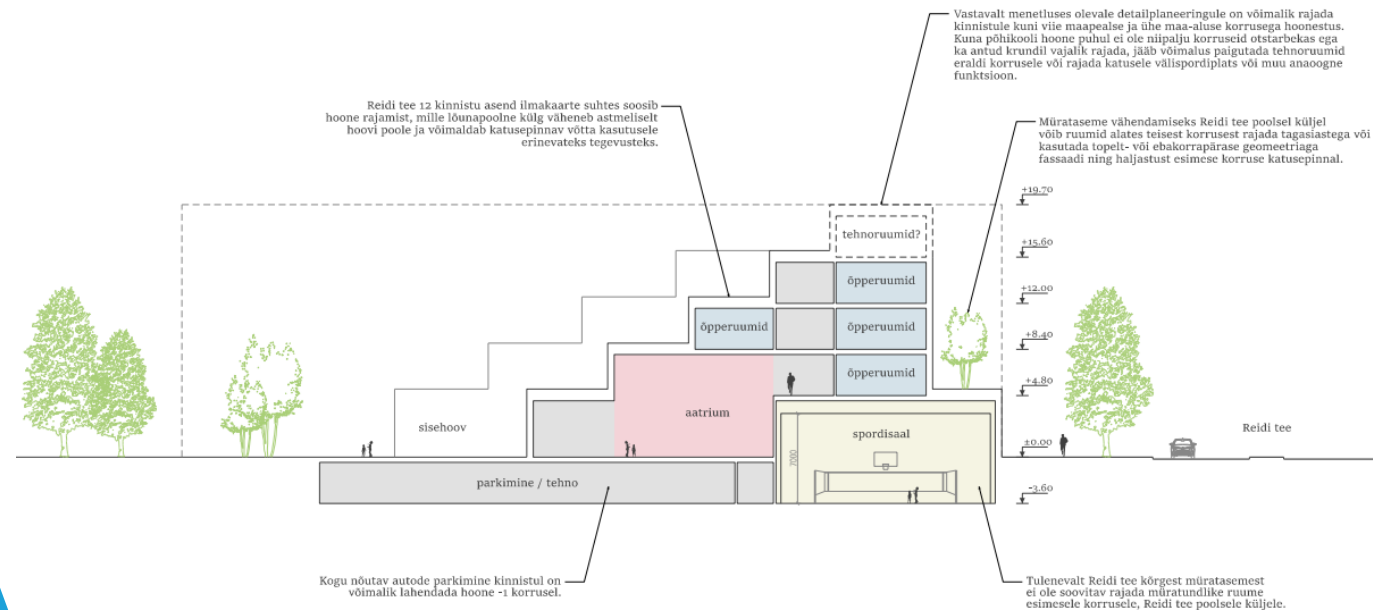 Vastavalt menetluses olevale detailplaneeringule on võimalik rajada
kinnistule kuni viie maapealse ja ühe maa-aluse korrusega hoonestus.
Kuna põhikooli hoone puhul ei ole niipalju korruseid otstarbekas ega
ka antud krundil vajalik rajada, jääb võimalus paigutada tehnoruumid
eraldi korrusele või rajada katusele välispordiplats või muu anaoogne
funktsioon.
Reidi tee 12 kinnistu asend ilmakaarte suhtes soosib
hoone rajamist, mille lõunapoolne külg väheneb astmeliselt
hoovi poole ja võimaldab katusepinnav võtta kasutusele
erinevateks tegevusteks.
Mürataseme vähendamiseks Reidi tee poolsel küljel
võib ruumid alates teisest korrusest rajada tagasiastega või
kasutada topelt- või ebakorrapärase geomeetriaga
fassaadi ning haljastust esimese korruse katusepinnal.
+19.70
tehnoruumid?
+15.60
õpperuumid
+12.00
õpperuumid
õpperuumid
+8.40
õpperuumid
+4.80
aatrium
sisehoov
spordisaal
Reidi tee
±0.00
7000
parkimine / tehno
-3.60
Kogu nõutav autode parkimine kinnistul on
võimalik lahendada hoone -1 korrusel.
Tulenevalt Reidi tee kõrgest müratasemest
ei ole soovitav rajada müratundlike ruume
esimesele korrusele, Reidi tee poolsele küljele.